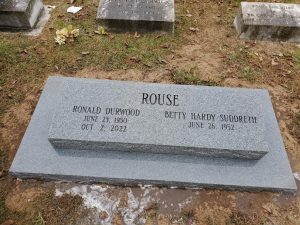 ROUSE
RONALD DURWOOD
JUNE 23, 1950
OCT 2, 2022
BETTY HARDY SUDDRETH
JUNE 26, 1952